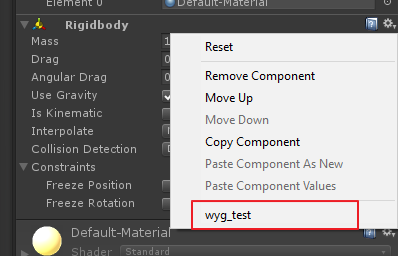 Element 0
Default-Material
Rigidbody
Mass
1
Reset
Drag
0
Angular Drag
0
Remove Component
Use Gravity
Move Up
Is Kinematic
Move Down
Interpolate
Copy Component
Collision Detection
Constraints
Paste Component As New
Freeze Position
Paste Component Values
Freeze Rotation
wyg_test
Default-Material
Shader
Standard